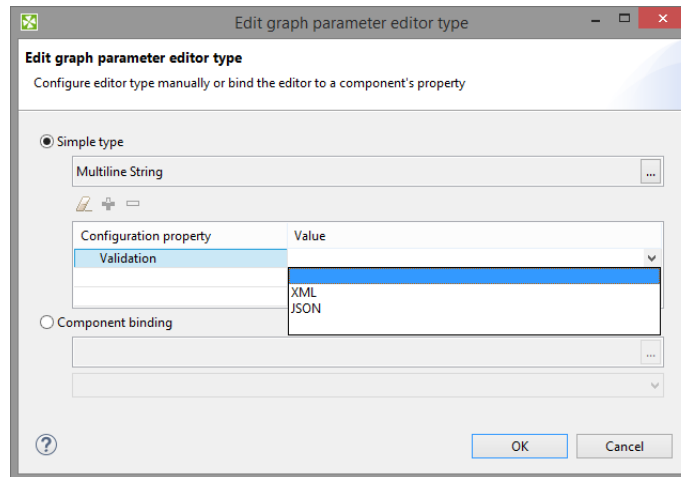 Edit graph parameter editor type
Edit graph parameter editor type
Configure editor type manually or bind the editor to a component's property
Simple type
Multiline String
...
Configuration property Value
Validation
XML
JSON
Component binding
...
?
OK Cancel